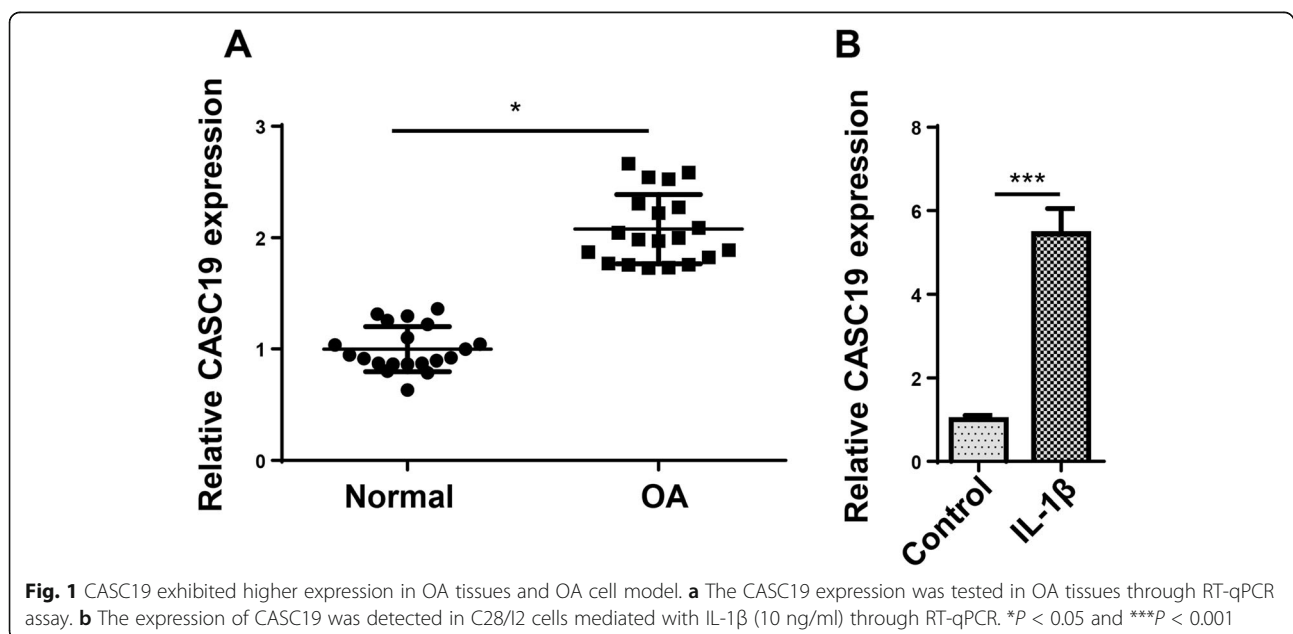 A
B
Relative CASC19 expression
3
2
1
0
*
Normal
OA
Relative CASC19 expression
8
6
4
2
0
***
Control
IL-1β
Fig. 1 CASC19 exhibited higher expression in OA tissues and OA cell model. a The CASC19 expression was tested in OA tissues through RT-qPCR
assay. b The expression of CASC19 was detected in C28/I2 cells mediated with IL-1β (10 ng/ml) through RT-qPCR. *P < 0.05 and ***P < 0.001